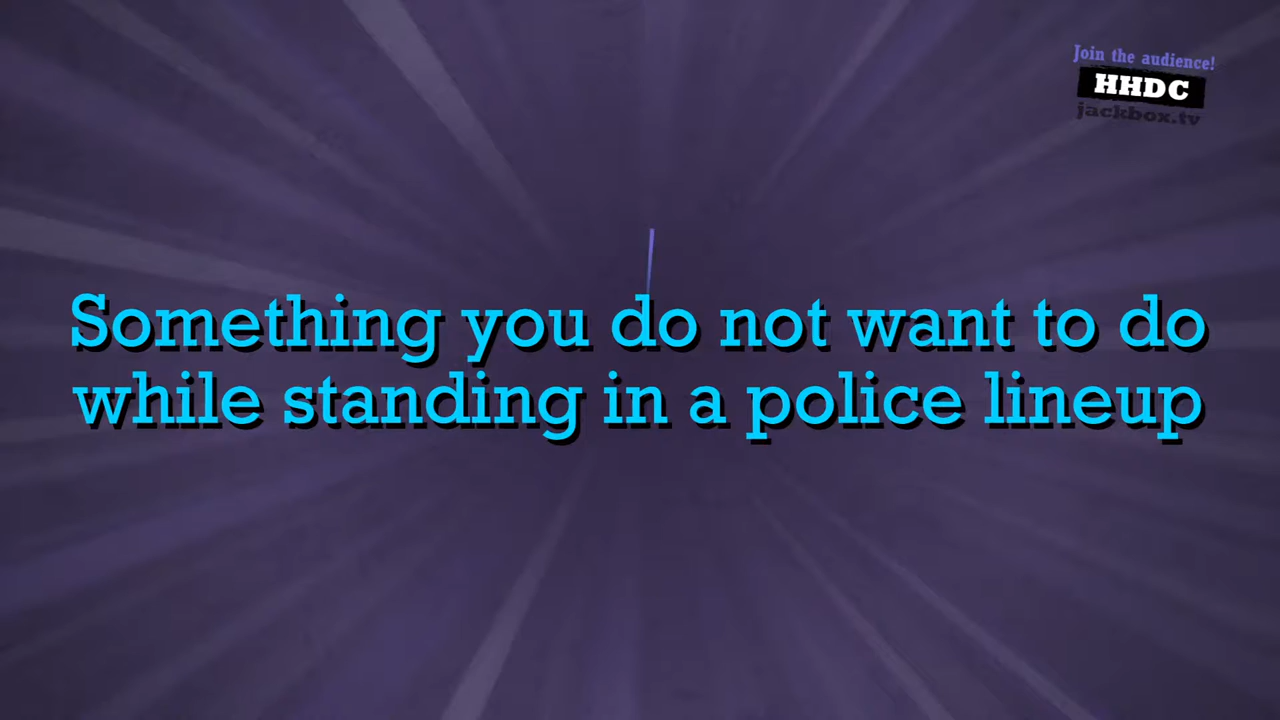 Join the audience!
HHDC
jackbox.tv
Something you do not want to do
while standing in a police lineup